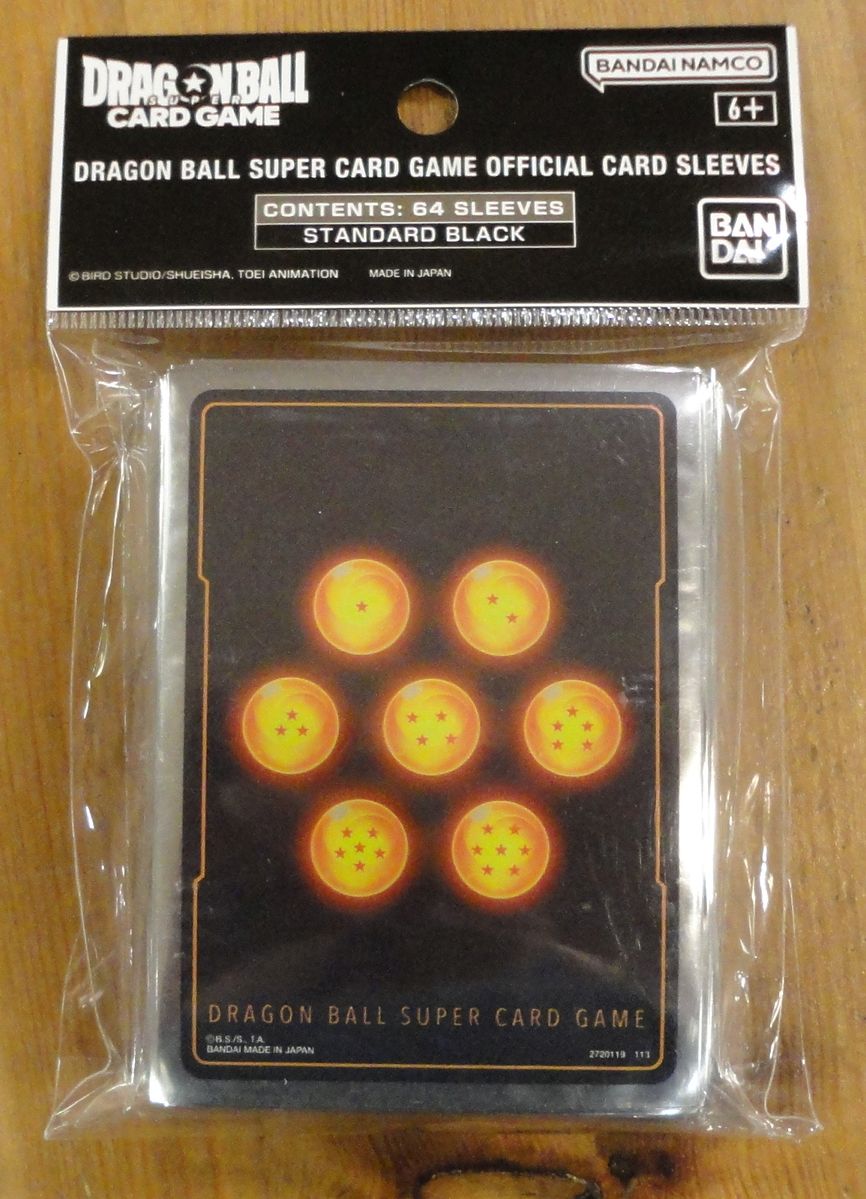 DRAGON BALL
SUPER
CARD GAME
BANDAI NAMCO
6+
DRAGON BALL SUPER CARD GAME OFFICIAL CARD SLEEVES
CONTENTS: 64 SLEEVES
STANDARD BLACK
BAN
DAI
© BIRD STUDIO/SHUEISHA, TOEI ANIMATION MADE IN JAPAN
DRAGON BALL SUPER CARD GAME
©B.S./S., T.A.
BANDAI MADE IN JAPAN
2720119 113